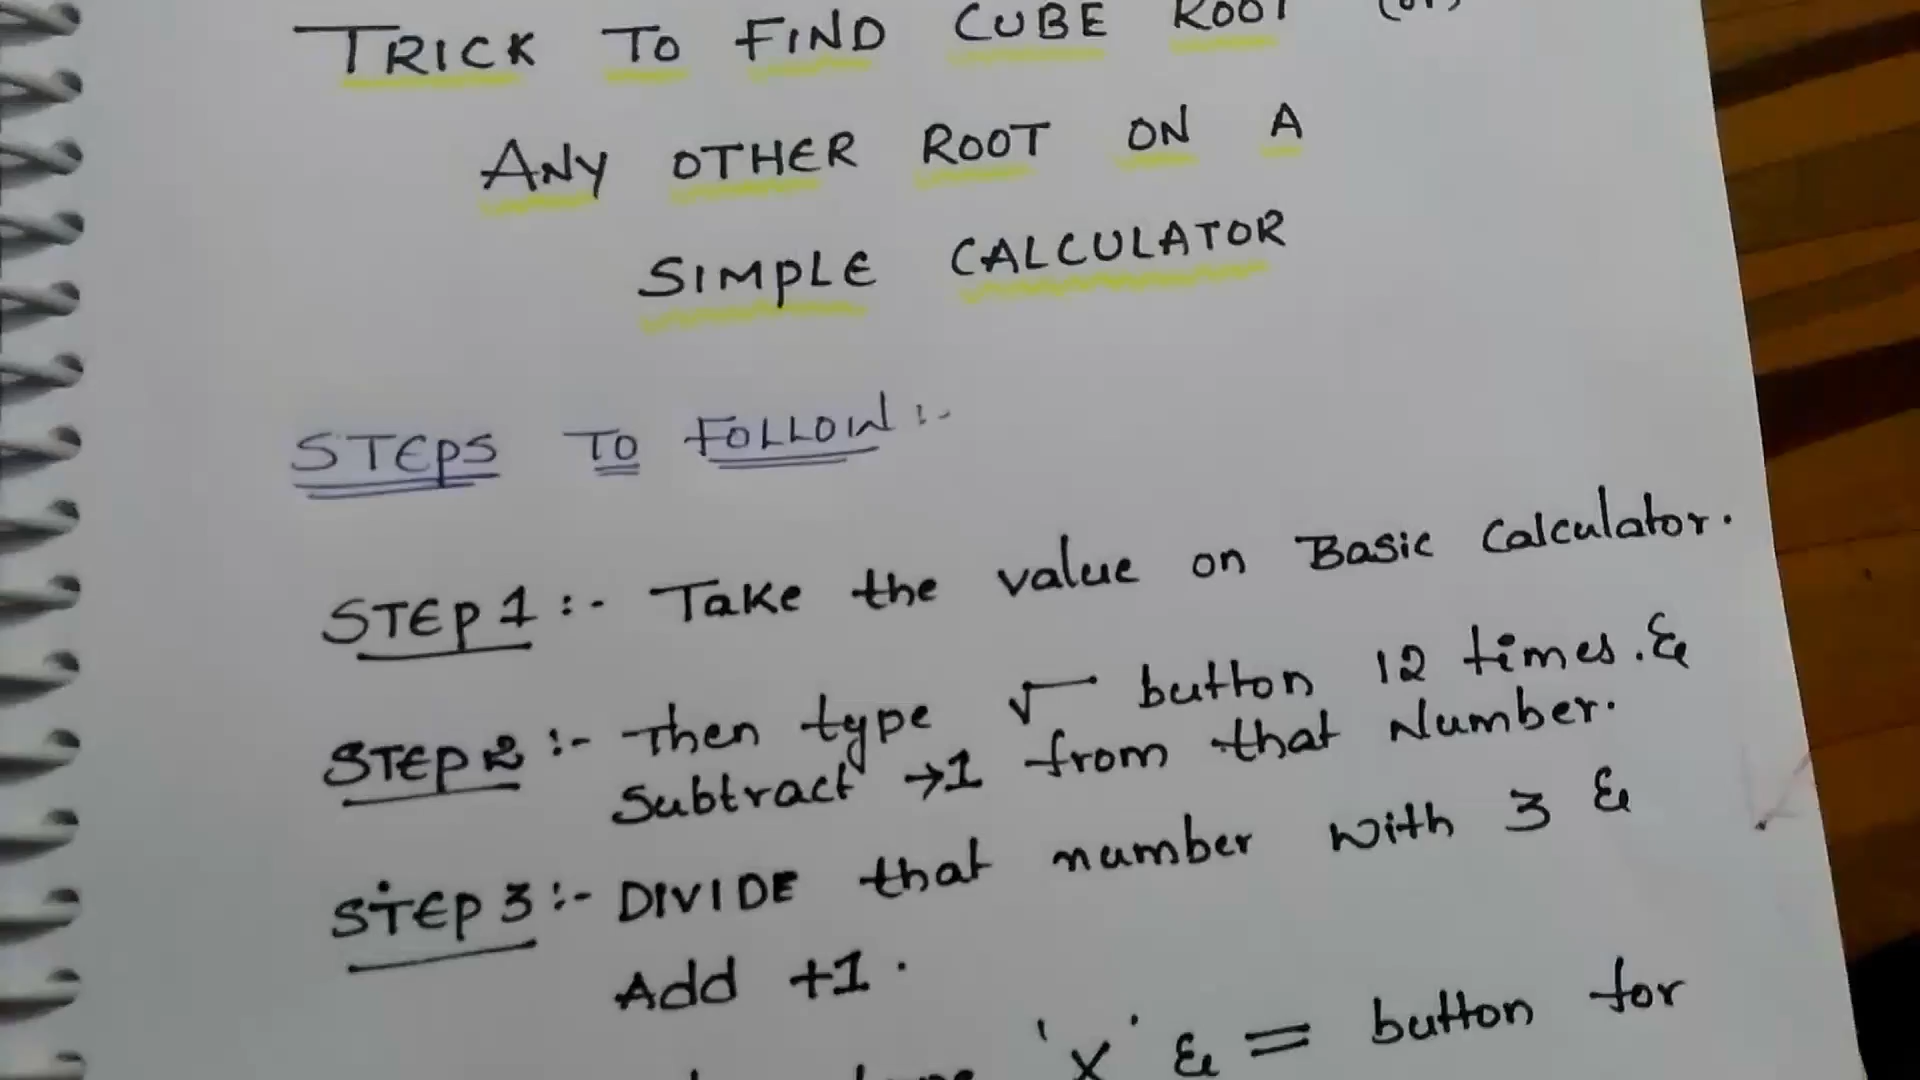 TRICK TO FIND CUBE ROOT (or)
ANY OTHER ROOT ON A
SIMPLE CALCULATOR
STEPS TO FOLLOW:-
STEP 1:- Take the value on Basic Calculator.
STEP 2:- Then type √ button 12 times. &
Subtract →1 from that Number.
STEP 3:- DIVIDE that number with 3 &
Add +1.
'X' & = button for